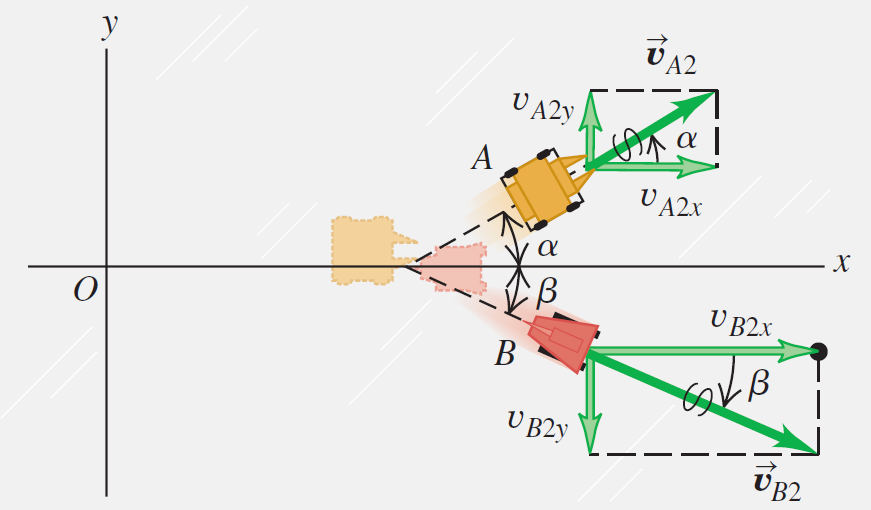 y
v⃗A2
vA2y
A
α
vA2x
α
x
O
β
vB2x
B
β
vB2y
v⃗B2